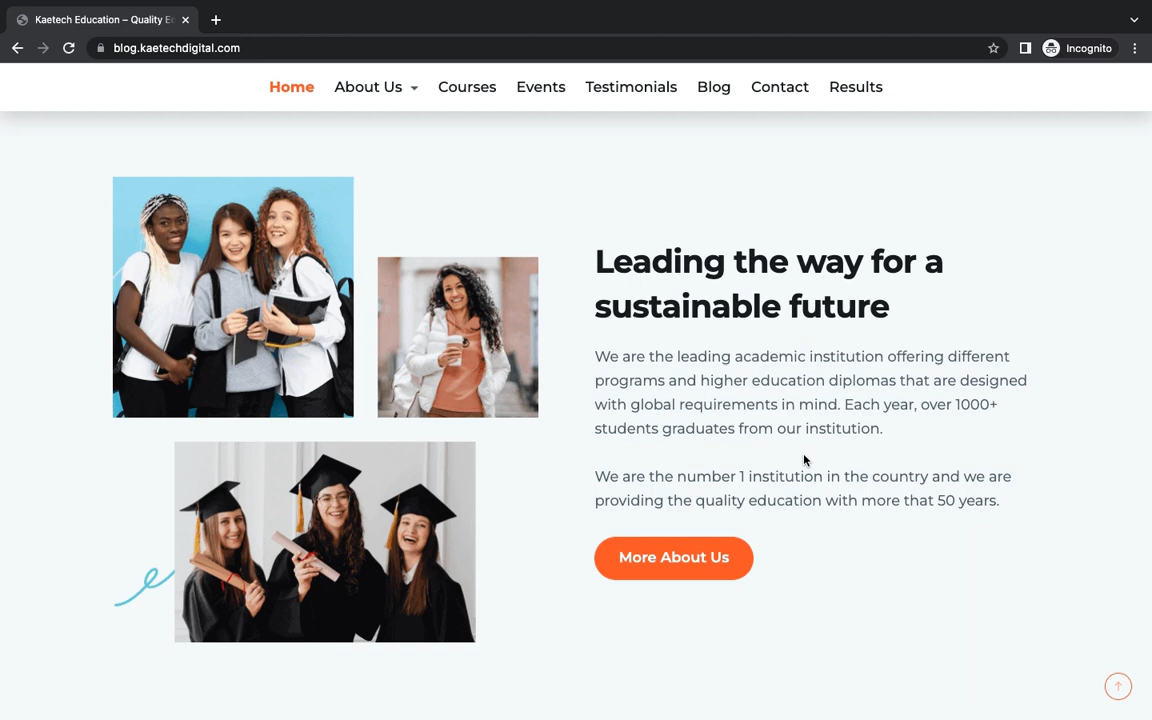 Kaetech Education – Quality Ec
blog.kaetechdigital.com
Incognito
Home About Us Courses Events Testimonials Blog Contact Results
Leading the way for a
sustainable future
We are the leading academic institution offering different
programs and higher education diplomas that are designed
with global requirements in mind. Each year, over 1000+
students graduates from our institution.
We are the number 1 institution in the country and we are
providing the quality education with more that 50 years.
More About Us